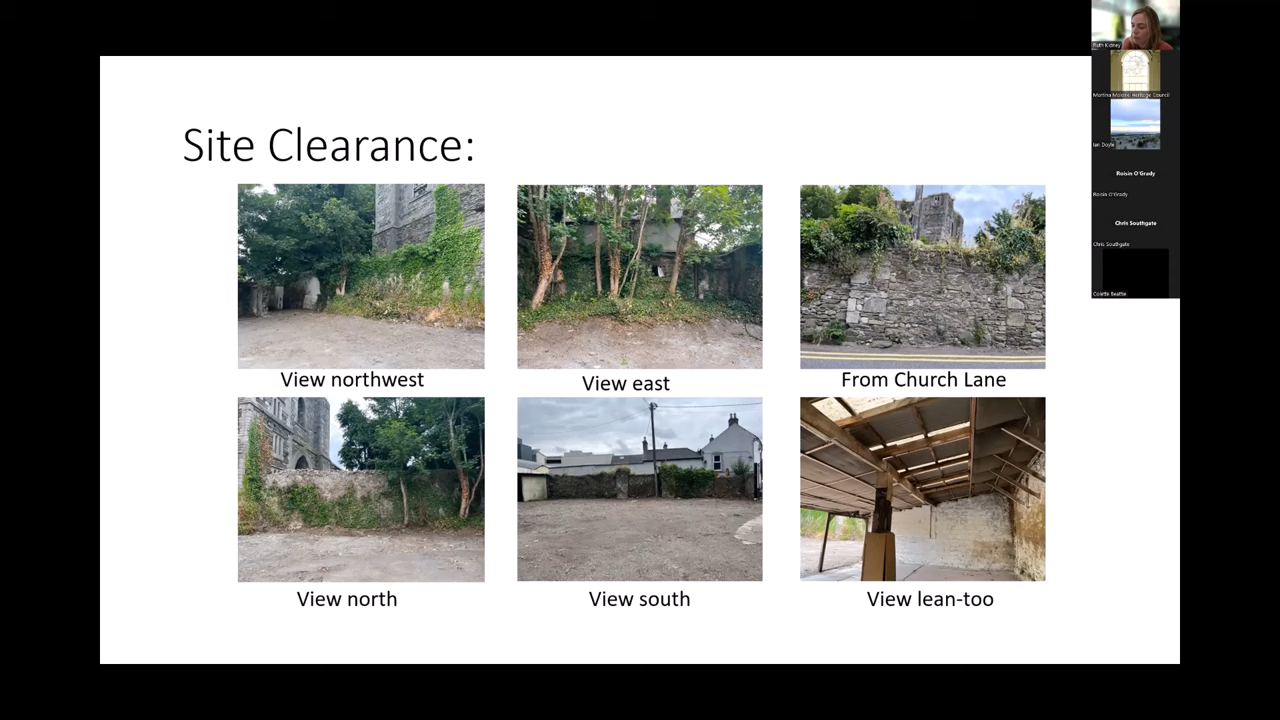 Site Clearance:
View northwest
View east
From Church Lane
View north
View south
View lean-too
Ruth Kidney
Martina Moloney Heritage Council
Ian Doyle
Roisin O'Grady
Roisin O'Grady
Chris Southgate
Chris Southgate
Colette Beattie